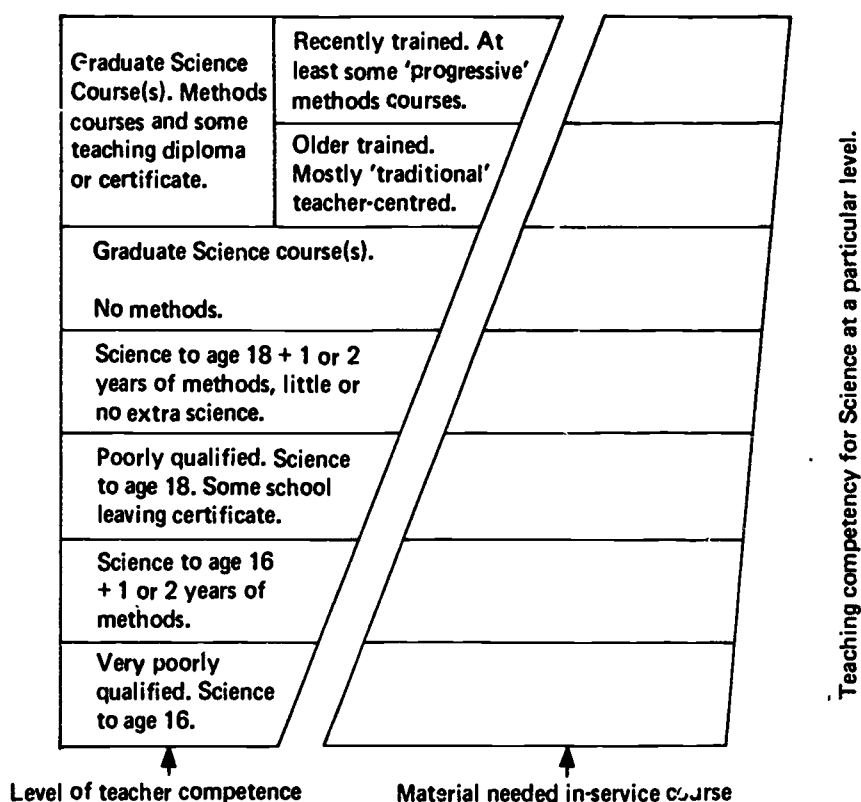 Graduate Science
Course(s). Methods
courses and some
teaching diploma
or certificate.
Recently trained. At
least some 'progressive'
methods courses.
Older trained.
Mostly 'traditional'
teacher-centred.
Graduate Science course(s).
No methods.
Science to age 18 + 1 or 2
years of methods, little or
no extra science.
Poorly qualified. Science
to age 18. Some school
leaving certificate.
Science to age 16
+ 1 or 2 years of
methods.
Very poorly
qualified. Science
to age 16.
Level of teacher competence
Material needed in-service course
Teaching competency for Science at a particular level.